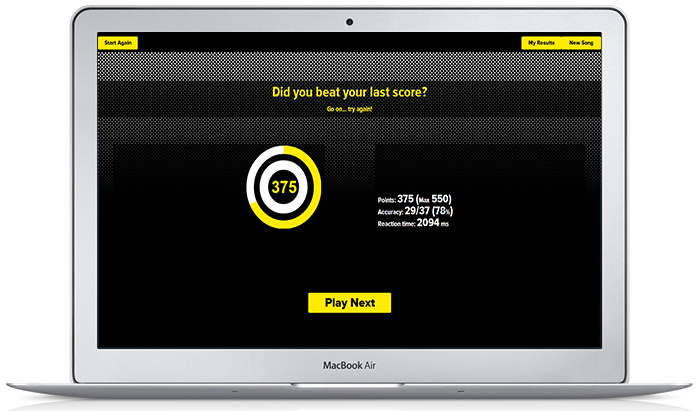 Start Again
My Results
New Song
Did you beat your last score?
Go on... try again!
375
Points: 375 (Max 550)
Accuracy: 29/37 (78%)
Reaction time: 2094 ms
Play Next
MacBook Air